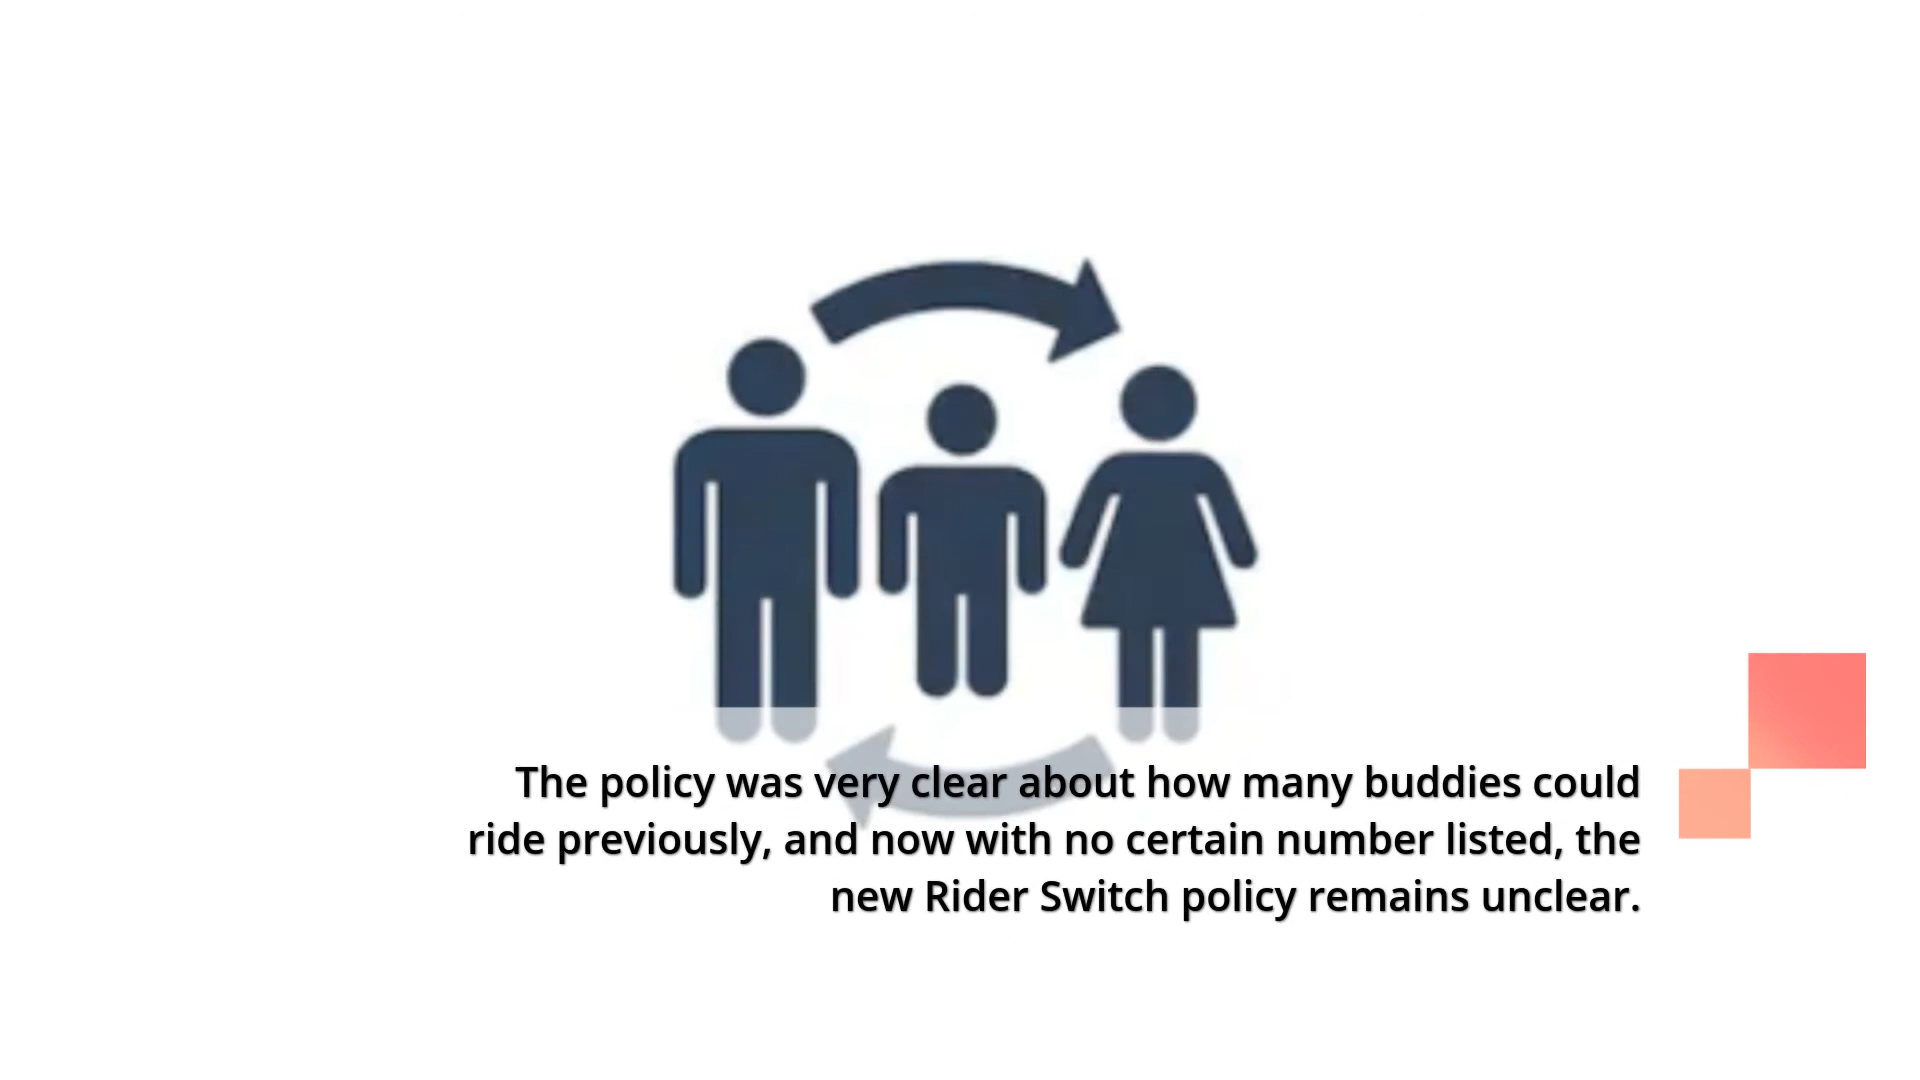 The policy was very clear about how many buddies could
ride previously, and now with no certain number listed, the
new Rider Switch policy remains unclear.